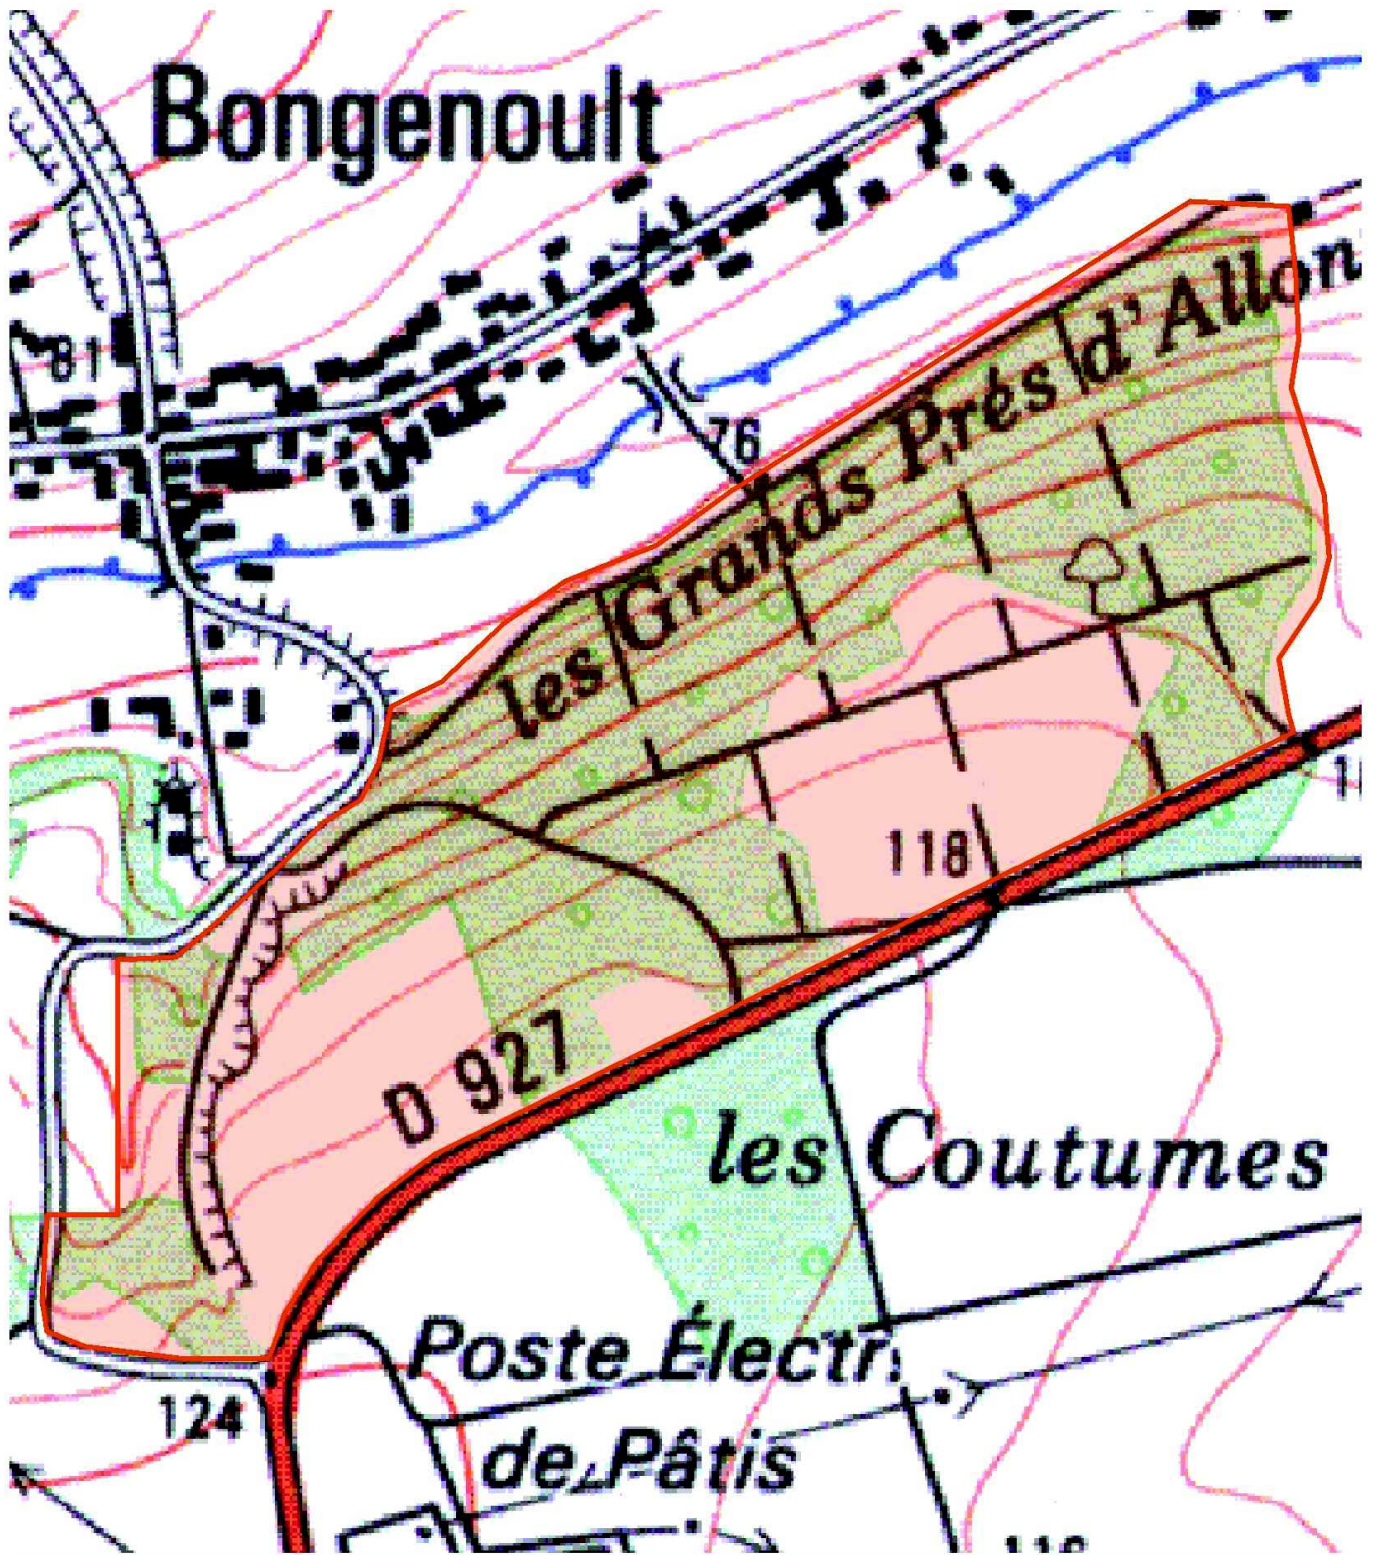 Bongenoult
81
76
les Grands Prés d'Allon
118
D 927
les Coutumes
Poste Électr.
124
de Pâtis